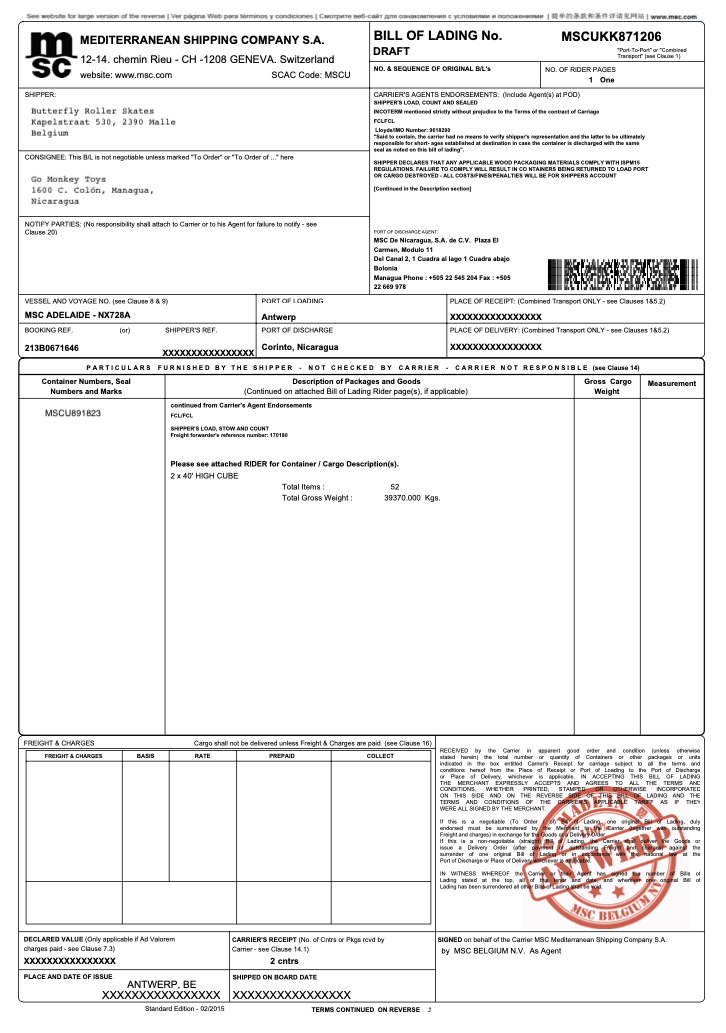 See website for large version of the reverse | Ver página Web para términos y condiciones | Смотрите веб-сайт для ознакомления с условиями и положениями | 提单的条款和条件详请见网站 | www.msc.com
msc
MEDITERRANEAN SHIPPING COMPANY S.A.
12-14. chemin Rieu - CH -1208 GENEVA. Switzerland
website: www.msc.com SCAC Code: MSCU
BILL OF LADING No. MSCUKK871206
DRAFT
"Port-To-Port" or "Combined
Transport" (see Clause 1)
NO. & SEQUENCE OF ORIGINAL B/L's
NO. OF RIDER PAGES
1 One
SHIPPER:
Butterfly Roller Skates
Kapelstraat 530, 2390 Malle
Belgium
CONSIGNEE: This B/L is not negotiable unless marked "To Order" or "To Order of ..." here
Go Monkey Toys
1600 C. Colón, Managua,
Nicaragua
NOTIFY PARTIES: (No responsibility shall attach to Carrier or to his Agent for failure to notify - see
Clause 20)
CARRIER'S AGENTS ENDORSEMENTS: (Include Agent(s) at POD)
SHIPPER'S LOAD, COUNT AND SEALED
INCOTERM mentioned strictly without prejudice to the Terms of the contract of Carriage
FCLFCL
Lloyds/IMO Number: 9618290
"Said to contain, the carrier had no means to verify shipper's representation and the latter to be ultimately
responsible for short- ages established at destination in case the container is discharged with the same
seal as noted on this bill of lading".
SHIPPER DECLARES THAT ANY APPLICABLE WOOD PACKAGING MATERIALS COMPLY WITH ISPM15
REGULATIONS. FAILURE TO COMPLY WILL RESULT IN CO NTAINERS BEING RETURNED TO LOAD PORT
OR CARGO DESTROYED - ALL COSTS/FINES/PENALTIES WILL BE FOR SHIPPERS ACCOUNT
[Continued in the Description section]
PORT OF DISCHARGE AGENT:
MSC De Nicaragua, S.A. de C.V. Plaza El
Carmen, Modulo 11
Del Canal 2, 1 Cuadra al lago 1 Cuadra abajo
Bolonia
Managua Phone : +505 22 545 204 Fax : +505
22 669 978
VESSEL AND VOYAGE NO. (see Clause 8 & 9)
MSC ADELAIDE - NX728A
PORT OF LOADING
Antwerp
PLACE OF RECEIPT: (Combined Transport ONLY - see Clauses 1&5.2)
XXXXXXXXXXXXXXXX
BOOKING REF. (or) SHIPPER'S REF.
213B0671646 XXXXXXXXXXXXXXXX
PORT OF DISCHARGE
Corinto, Nicaragua
PLACE OF DELIVERY: (Combined Transport ONLY - see Clauses 1&5.2)
XXXXXXXXXXXXXXXX
PARTICULARS FURNISHED BY THE SHIPPER - NOT CHECKED BY CARRIER - CARRIER NOT RESPONSIBLE (see Clause 14)
Container Numbers, Seal
Numbers and Marks
Description of Packages and Goods
(Continued on attached Bill of Lading Rider page(s), if applicable)
Gross Cargo
Weight
Measurement
MSCU891823
continued from Carrier's Agent Endorsements
FCL/FCL
SHIPPER'S LOAD, STOW AND COUNT
Freight forwarder's reference number: 170180
Please see attached RIDER for Container / Cargo Description(s).
2 x 40' HIGH CUBE
Total Items : 52
Total Gross Weight : 39370.000 Kgs.
FREIGHT & CHARGES Cargo shall not be delivered unless Freight & Charges are paid (see Clause 16)
FREIGHT & CHARGES BASIS RATE PREPAID COLLECT
RECEIVED by the Carrier in apparent good order and condition (unless otherwise
stated herein) the total number or quantity of Containers or other packages or units
indicated in the box entitled Carrier's Receipt for carriage subject to all the terms and
conditions hereof from the Place of Receipt or Port of Loading to the Port of Discharge
or Place of Delivery, whichever is applicable. IN ACCEPTING THIS BILL OF LADING
THE MERCHANT EXPRESSLY ACCEPTS AND AGREES TO ALL THE TERMS AND
CONDITIONS, WHETHER PRINTED, STAMPED OR OTHERWISE INCORPORATED
ON THIS SIDE AND ON THE REVERSE SIDE OF THIS BILL OF LADING AND THE
TERMS AND CONDITIONS OF THE CARRIER'S APPLICABLE TARIFF AS IF THEY
WERE ALL SIGNED BY THE MERCHANT.
If this is a negotiable (To Order / of) Bill of Lading, one original Bill of Lading, duly
endorsed must be surrendered by the Merchant to the Carrier (together with outstanding
Freight and charges) in exchange for the Goods or a Delivery Order.
If this is a non-negotiable (straight) Bill of Lading, the Carrier shall deliver the Goods or
issue a Delivery Order (after payment of outstanding Freight and charges) against the
surrender of one original Bill of Lading or in accordance with the national law at the
Port of Discharge or Place of Delivery whichever is applicable.
IN WITNESS WHEREOF the Carrier or their Agent has signed the number of Bills of
Lading stated at the top, all of this tenor and date, and wherever one original Bill of
Lading has been surrendered all other Bills of Lading shall be void.
ANTWERP
MSC BELGIUM NV
DECLARED VALUE (Only applicable if Ad Valorem
charges paid - see Clause 7.3)
XXXXXXXXXXXXXXXX
CARRIER'S RECEIPT (No. of Cntrs or Pkgs rcvd by
Carrier - see Clause 14.1)
2 cntrs
SIGNED on behalf of the Carrier MSC Mediterranean Shipping Company S.A.
by MSC BELGIUM N.V. As Agent
PLACE AND DATE OF ISSUE
ANTWERP, BE
XXXXXXXXXXXXXXXX
SHIPPED ON BOARD DATE
XXXXXXXXXXXXXXXX
Standard Edition - 02/2015 TERMS CONTINUED ON REVERSE